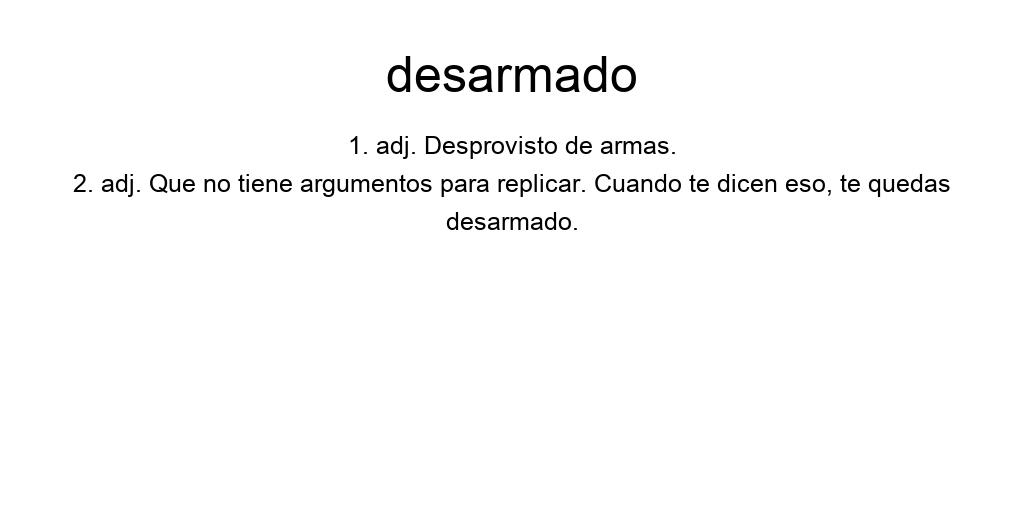 desarmado
1. adj. Desprovisto de armas.
2. adj. Que no tiene argumentos para replicar. Cuando te dicen eso, te quedas
desarmado.